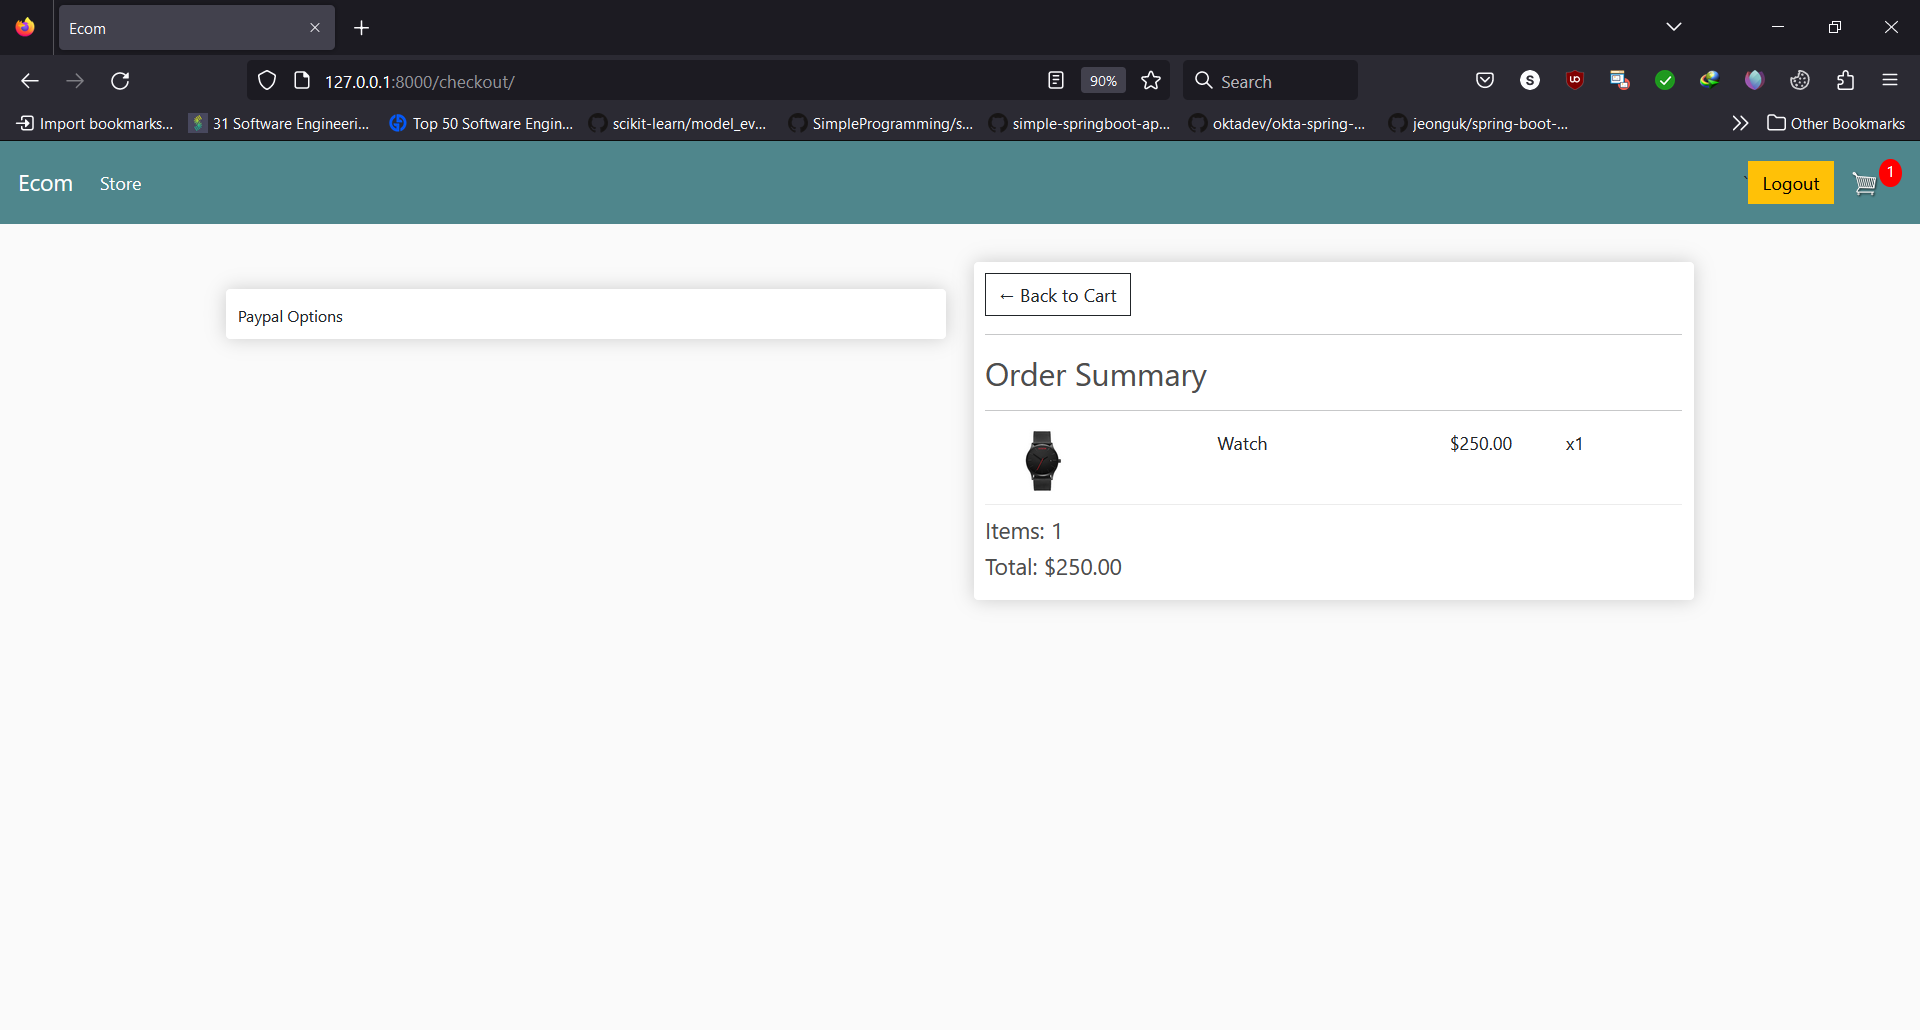 Ecom
127.0.0.1:8000/checkout/
90%
Search
S
Import bookmarks...
31 Software Engineeri...
Top 50 Software Engin...
scikit-learn/model_ev...
SimpleProgramming/s...
simple-springboot-ap...
oktadev/okta-spring-...
jeonguk/spring-boot-...
Other Bookmarks
Ecom
Store
Logout
1
Paypal Options
← Back to Cart
Order Summary
Watch $250.00 x1
Items: 1
Total: $250.00